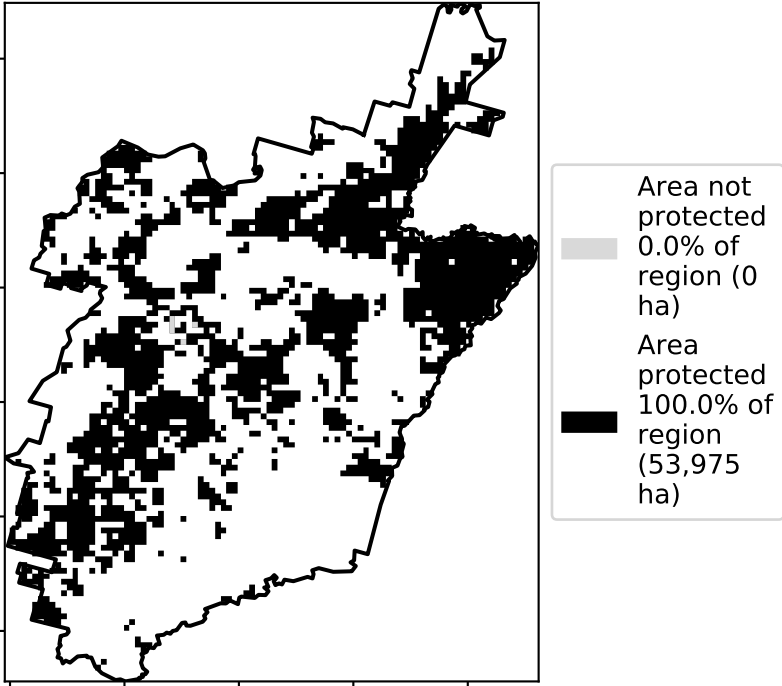 Area not
protected
0.0% of
region (0
ha)
Area
protected
100.0% of
region
(53,975
ha)